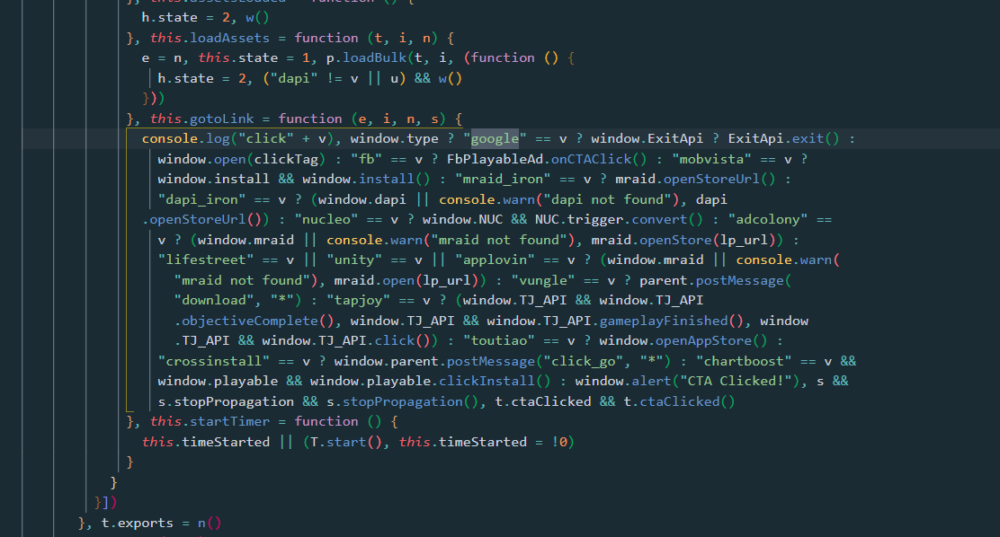 }, this.assetsLoaded = function () {
h.state = 2, w()
}, this.loadAssets = function (t, i, n) {
e = n, this.state = 1, p.loadBulk(t, i, (function () {
h.state = 2, ("dapi" != v || u) && w()
}))
}, this.gotoLink = function (e, i, n, s) {
console.log("click" + v), window.type ? "google" == v ? window.ExitApi ? ExitApi.exit() :
window.open(clickTag) : "fb" == v ? FbPlayableAd.onCTAClick() : "mobvista" == v ?
window.install && window.install() : "mraid_iron" == v ? mraid.openStoreUrl() :
"dapi_iron" == v ? (window.dapi || console.warn("dapi not found"), dapi
.openStoreUrl()) : "nucleo" == v ? window.NUC && NUC.trigger.convert() : "adcolony" ==
v ? (window.mraid || console.warn("mraid not found"), mraid.openStore(lp_url)) :
"lifestreet" == v || "unity" == v || "applovin" == v ? (window.mraid || console.warn(
"mraid not found"), mraid.open(lp_url)) : "vungle" == v ? parent.postMessage(
"download", "*") : "tapjoy" == v ? (window.TJ_API && window.TJ_API
.objectiveComplete(), window.TJ_API && window.TJ_API.gameplayFinished(), window
.TJ_API && window.TJ_API.click()) : "toutiao" == v ? window.openAppStore() :
"crossinstall" == v ? window.parent.postMessage("click_go", "*") : "chartboost" == v &&
window.playable && window.playable.clickInstall() : window.alert("CTA Clicked!"), s &&
s.stopPropagation && s.stopPropagation(), t.ctaClicked && t.ctaClicked()
}, this.startTimer = function () {
this.timeStarted || (T.start(), this.timeStarted = !0)
}
}
}])
}, t.exports = n()